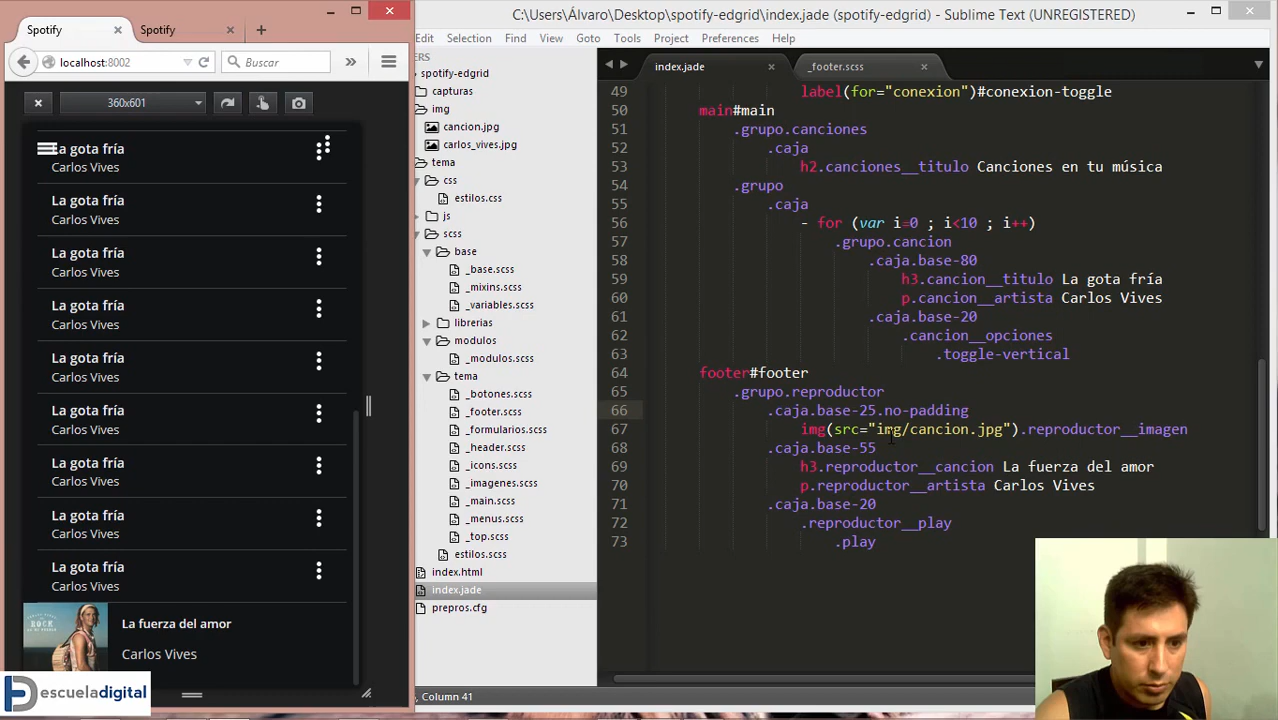 Spotify
Spotify
C:\Users\Álvaro\Desktop\spotify-edgrid\index.jade (spotify-edgrid) - Sublime Text (UNREGISTERED)
Edit Selection Find View Goto Tools Project Preferences Help
localhost:8002
Buscar
360x601
La gota fría
Carlos Vives
La gota fría
Carlos Vives
La gota fría
Carlos Vives
La gota fría
Carlos Vives
La gota fría
Carlos Vives
La gota fría
Carlos Vives
La gota fría
Carlos Vives
La gota fría
Carlos Vives
La gota fría
Carlos Vives
La fuerza del amor
Carlos Vives
escueladigital
ERS
spotify-edgrid
capturas
img
cancion.jpg
carlos_vives.jpg
tema
css
estilos.css
js
scss
base
_base.scss
_mixins.scss
_variables.scss
librerias
modulos
_modulos.scss
tema
_botones.scss
_footer.scss
_formularios.scss
_header.scss
_icons.scss
_imagenes.scss
_main.scss
_menus.scss
_top.scss
estilos.scss
index.html
index.jade
prepros.cfg
index.jade
_footer.scss
49 label(for="conexion")#conexion-toggle
50 main#main
51 .grupo.canciones
52 .caja
53 h2.canciones__titulo Canciones en tu música
54 .grupo
55 .caja
56 - for (var i=0 ; i<10 ; i++)
57 .grupo.cancion
58 .caja.base-80
59 h3.cancion__titulo La gota fría
60 p.cancion__artista Carlos Vives
61 .caja.base-20
62 .cancion__opciones
63 .toggle-vertical
64 footer#footer
65 .grupo.reproductor
66 .caja.base-25.no-padding
67 img(src="img/cancion.jpg").reproductor__imagen
68 .caja.base-55
69 h3.reproductor__cancion La fuerza del amor
70 p.reproductor__artista Carlos Vives
71 .caja.base-20
72 .reproductor__play
73 .play
Column 41